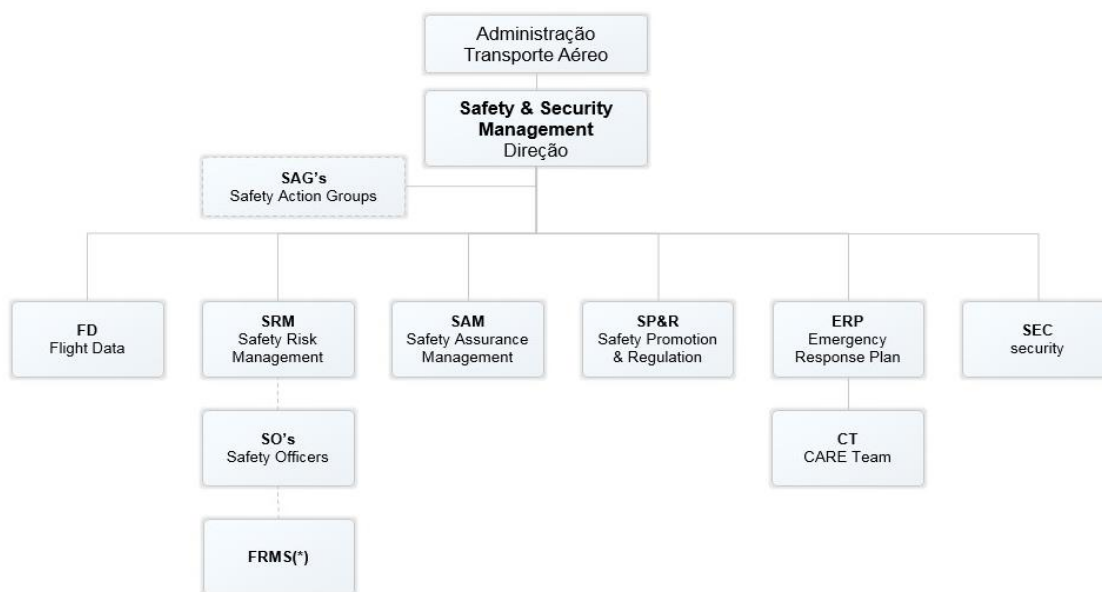 Administração
Transporte Aéreo
Safety & Security
Management
Direção
SAG's
Safety Action Groups
FD
Flight Data
SRM
Safety Risk
Management
SAM
Safety Assurance
Management
SP&R
Safety Promotion
& Regulation
ERP
Emergency
Response Plan
SEC
security
SO's
Safety Officers
CT
CARE Team
FRMS(*)